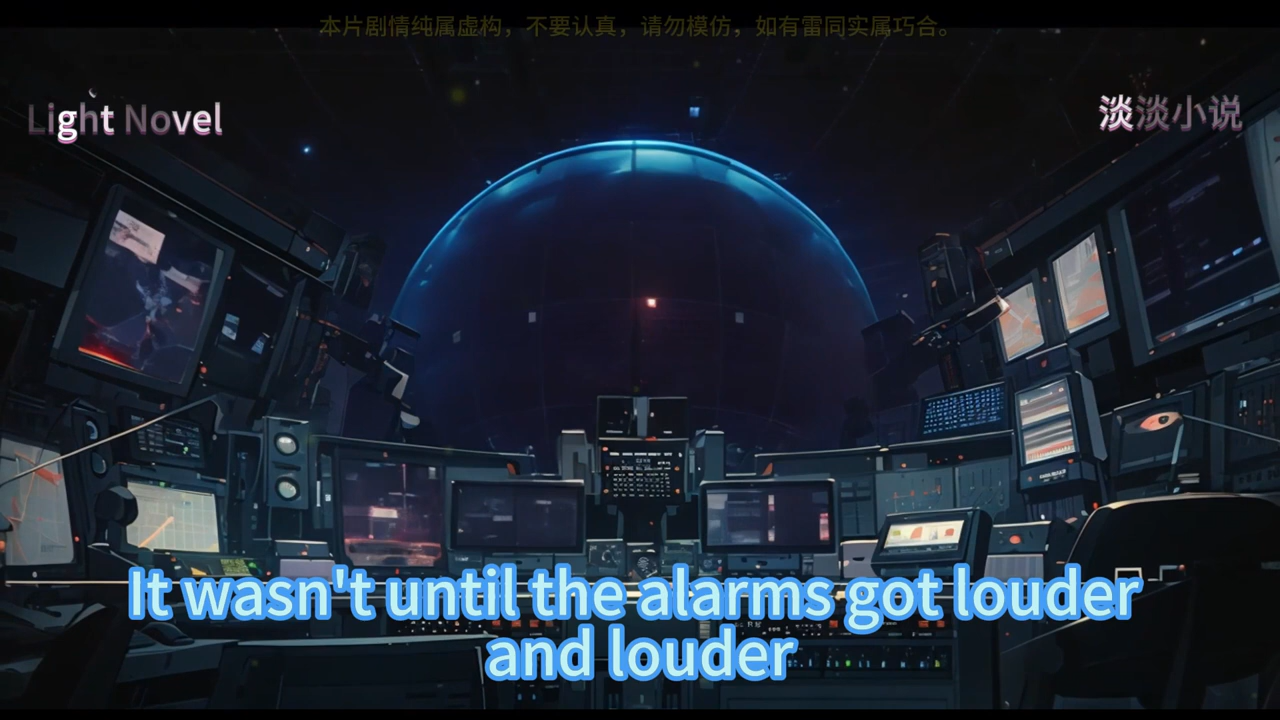 本片剧情纯属虚构，不要认真，请勿模仿，如有雷同实属巧合。
Light Novel
淡淡小说
It wasn't until the alarms got louder
and louder